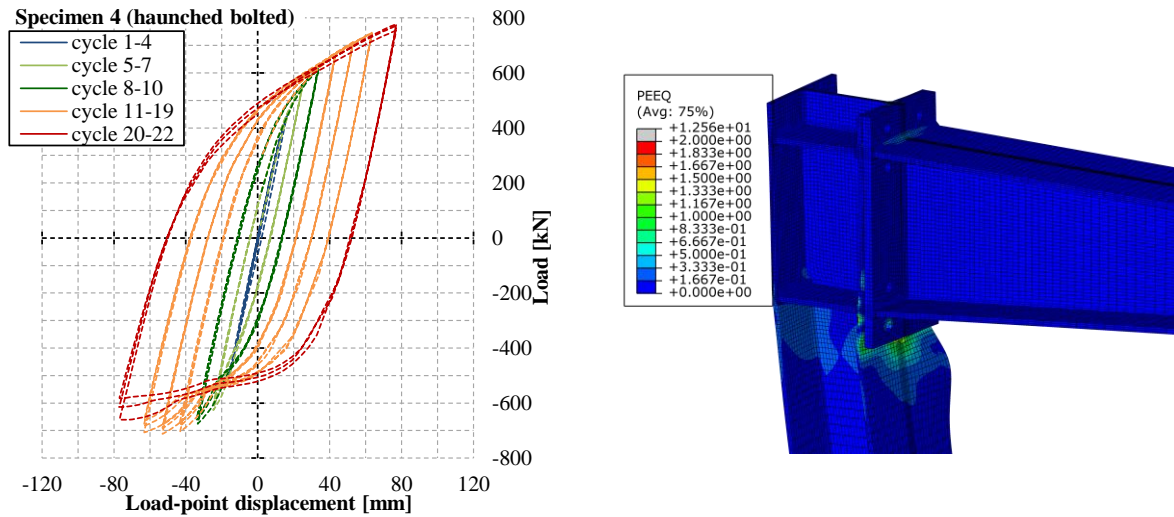 Specimen 4 (haunched bolted)
cycle 1-4
cycle 5-7
cycle 8-10
cycle 11-19
cycle 20-22
800
600
400
200
0
-200
-400
-600
-800
Load [kN]
-120
-80
-40
0
40
80
120
Load-point displacement [mm]
PEEQ
(Avg: 75%)
+1.256e+01
+2.000e+00
+1.833e+00
+1.667e+00
+1.500e+00
+1.333e+00
+1.167e+00
+1.000e+00
+8.333e-01
+6.667e-01
+5.000e-01
+3.333e-01
+1.667e-01
+0.000e+00